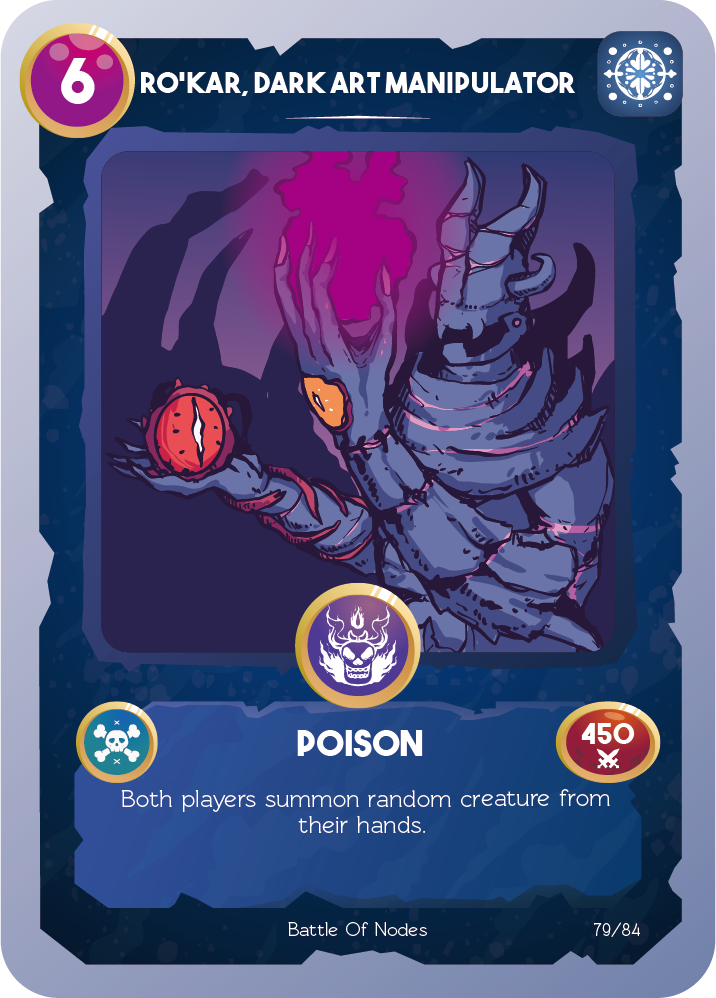 6
RO'KAR, DARK ART MANIPULATOR
POISON
450
Both players summon random creature from
their hands.
Battle Of Nodes
79/84